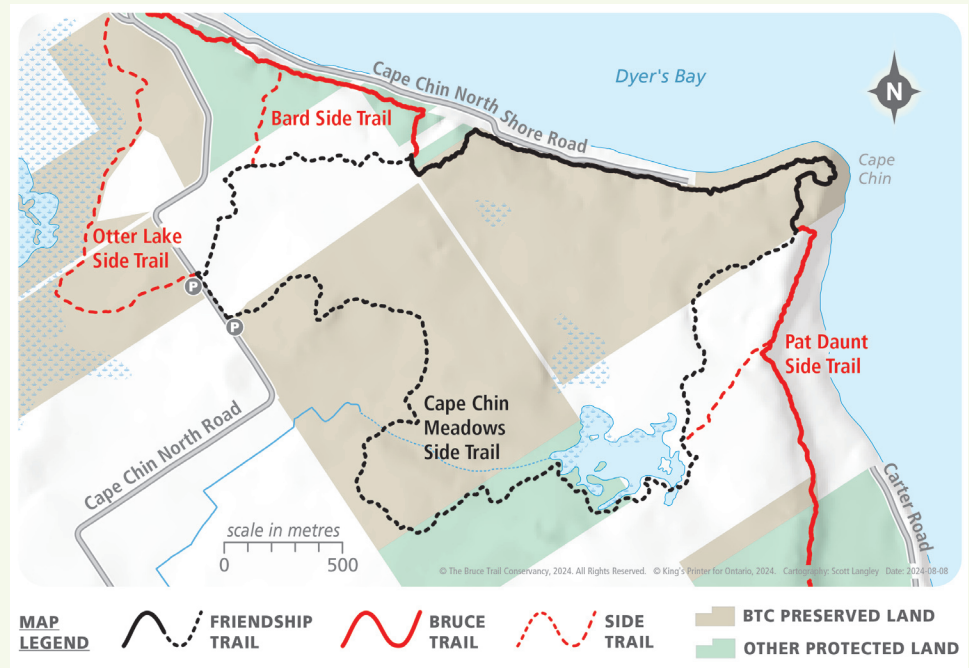 Dyer's Bay
Cape Chin North Shore Road
N
Bard Side Trail
Cape
Chin
Otter Lake
Side Trail
P
P
Pat Daunt
Side Trail
Cape Chin
Meadows
Side Trail
Cape Chin North Road
Carter Road
scale in metres
0 500
© The Bruce Trail Conservancy, 2024. All Rights Reserved. © King's Printer for Ontario, 2024. Cartography: Scott Langley Date: 2024-08-08
MAP
LEGEND
FRIENDSHIP
TRAIL
BRUCE
TRAIL
SIDE
TRAIL
BTC PRESERVED LAND
OTHER PROTECTED LAND